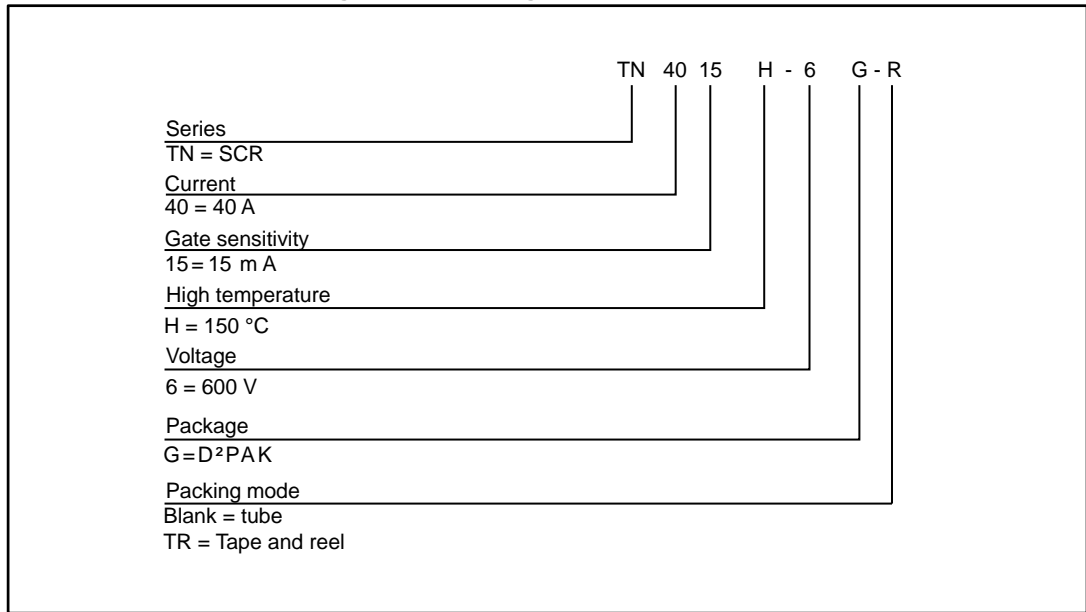 TN 40 15 H - 6 G - R
Series
TN = SCR
Current
40 = 40 A
Gate sensitivity
15 = 15 m A
High temperature
H = 150 °C
Voltage
6 = 600 V
Package
G=D²PAK
Packing mode
Blank = tube
TR = Tape and reel